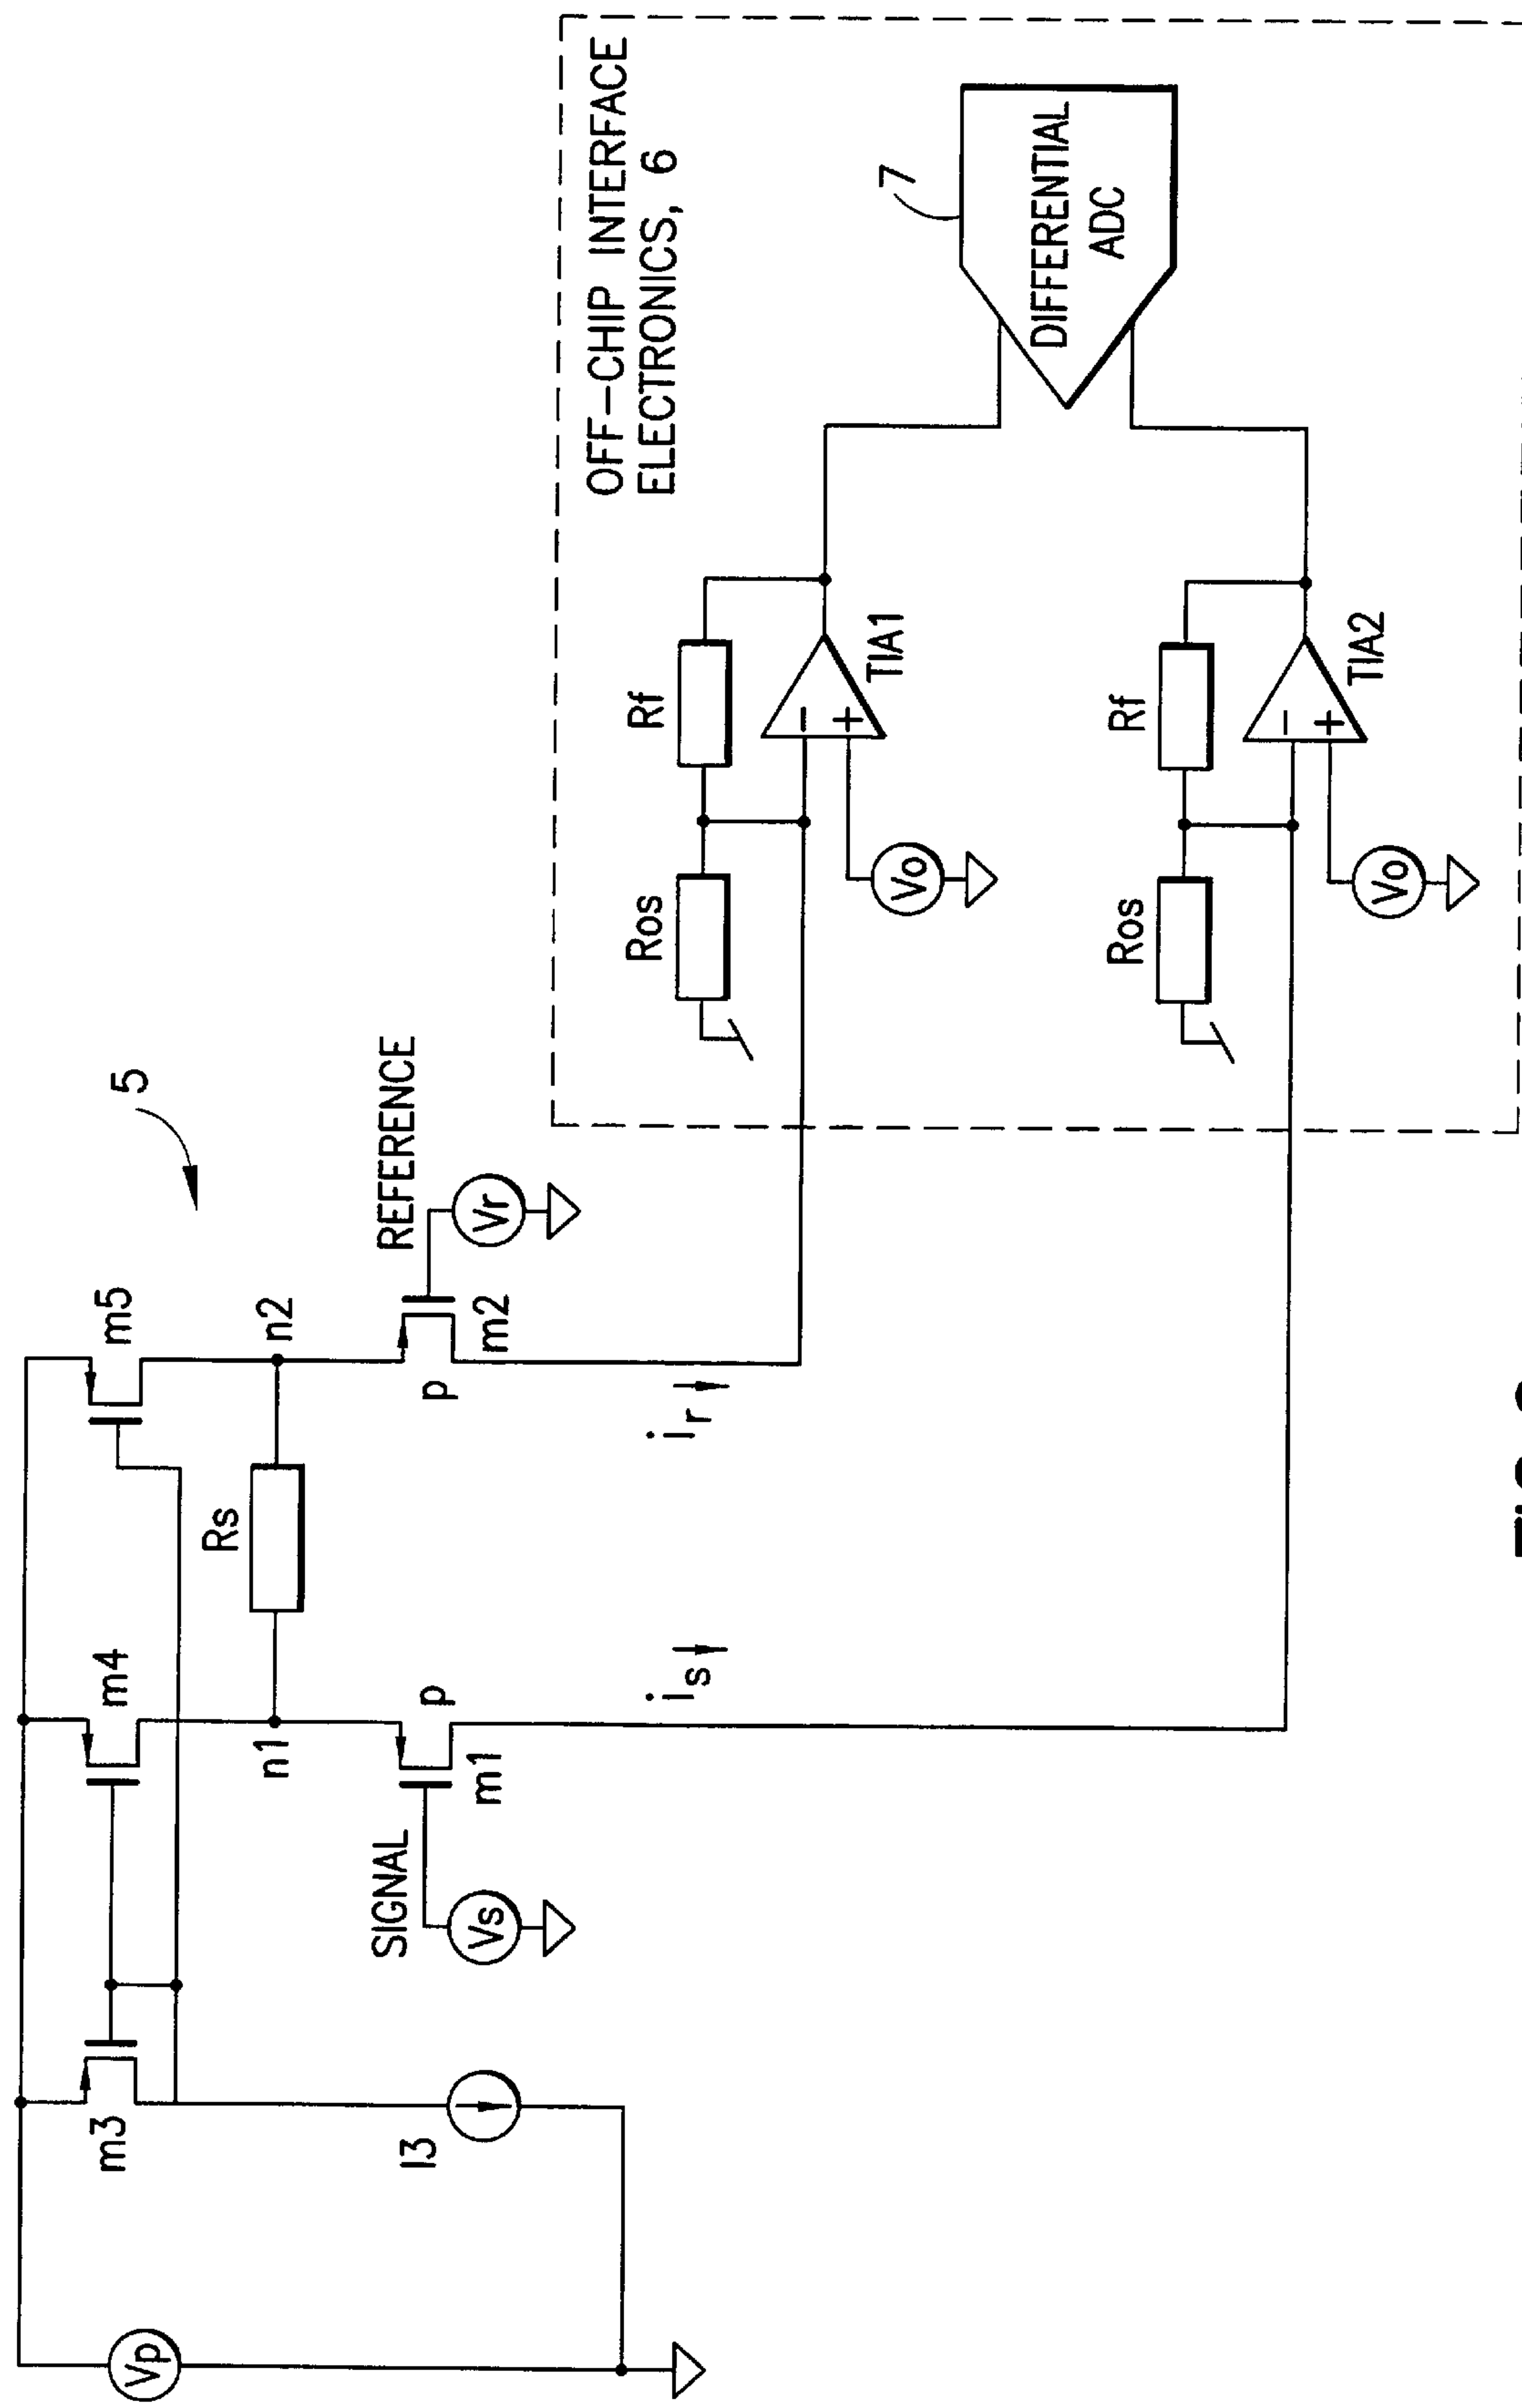 5
OFF-CHIP INTERFACE
ELECTRONICS, 6
Vp
m3
I3
m4
m5
n1
Rs
n2
SIGNAL
Vs
m1
p
REFERENCE
Vr
m2
p
is
ir
Ros
Rf
-
+
TIA1
Vo
Ros
Rf
-
+
TIA2
Vo
7
DIFFERENTIAL
ADC